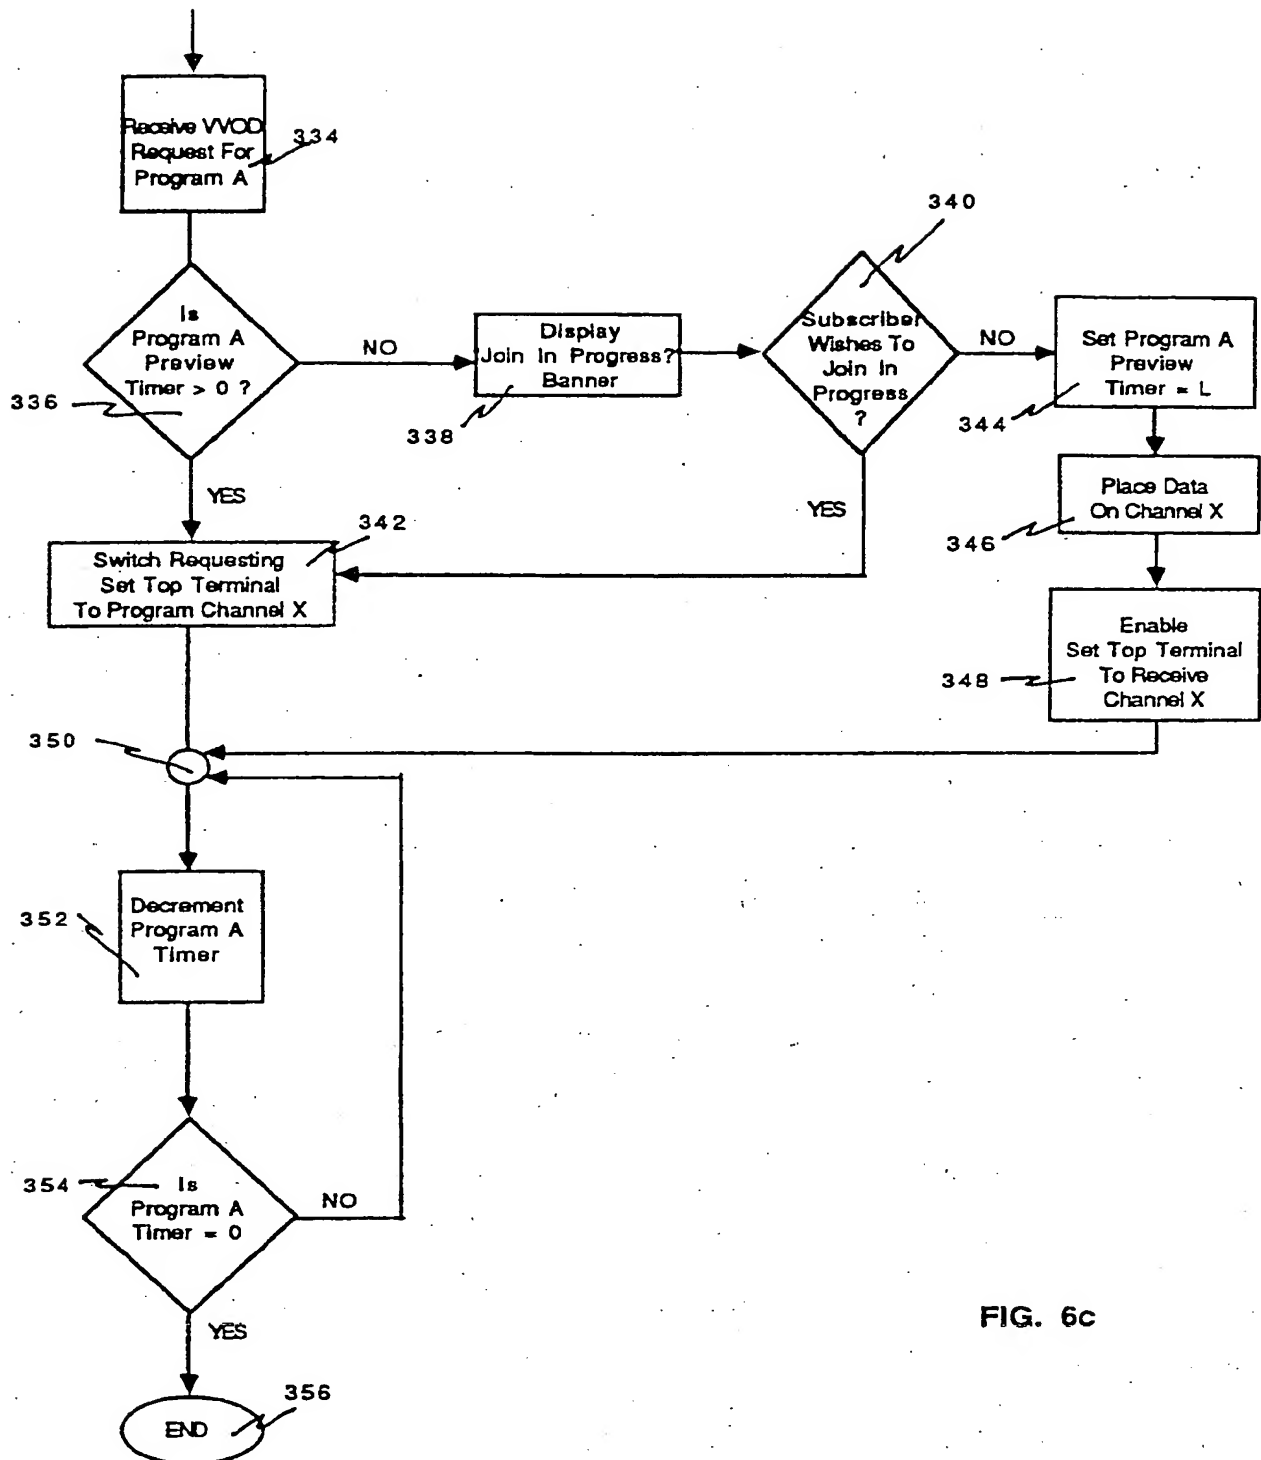 Receive VVOD
Request For
Program A
334
Is
Program A
Preview
Timer > 0 ?
336
NO
Display
Join In Progress?
Banner
338
340
Subscriber
Wishes To
Join In
Progress
?
NO
Set Program A
Preview
Timer = L
344
YES
YES
Place Data
On Channel X
346
342
Switch Requesting
Set Top Terminal
To Program Channel X
Enable
Set Top Terminal
To Receive
Channel X
348
350
Decrement
Program A
Timer
352
354
Is
Program A
Timer = 0
NO
YES
FIG. 6c
END
356